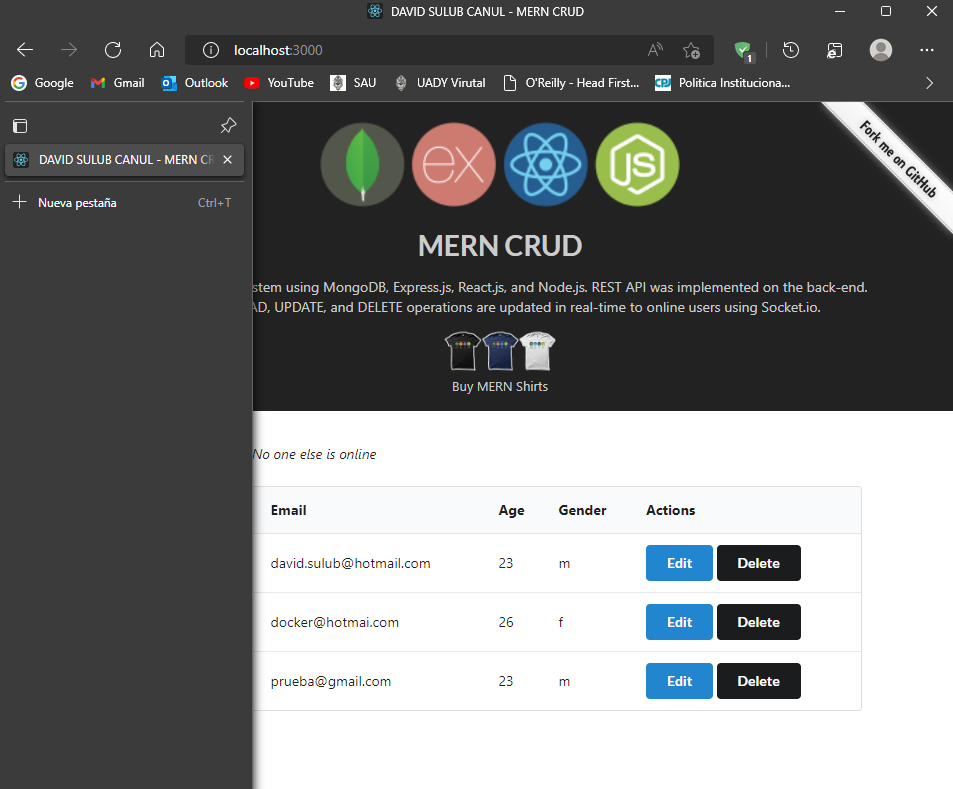 DAVID SULUB CANUL - MERN CRUD
localhost:3000
A
1
Google Gmail Outlook YouTube SAU UADY Virutal O'Reilly - Head First... Politica Instituciona...
DAVID SULUB CANUL - MERN CR
Nueva pestaña Ctrl+T
Fork me on GitHub
ex
JS
MERN CRUD
stem using MongoDB, Express.js, React.js, and Node.js. REST API was implemented on the back-end.
AD, UPDATE, and DELETE operations are updated in real-time to online users using Socket.io.
Buy MERN Shirts
No one else is online
Email Age Gender Actions
david.sulub@hotmail.com 23 m Edit Delete
docker@hotmai.com 26 f Edit Delete
prueba@gmail.com 23 m Edit Delete